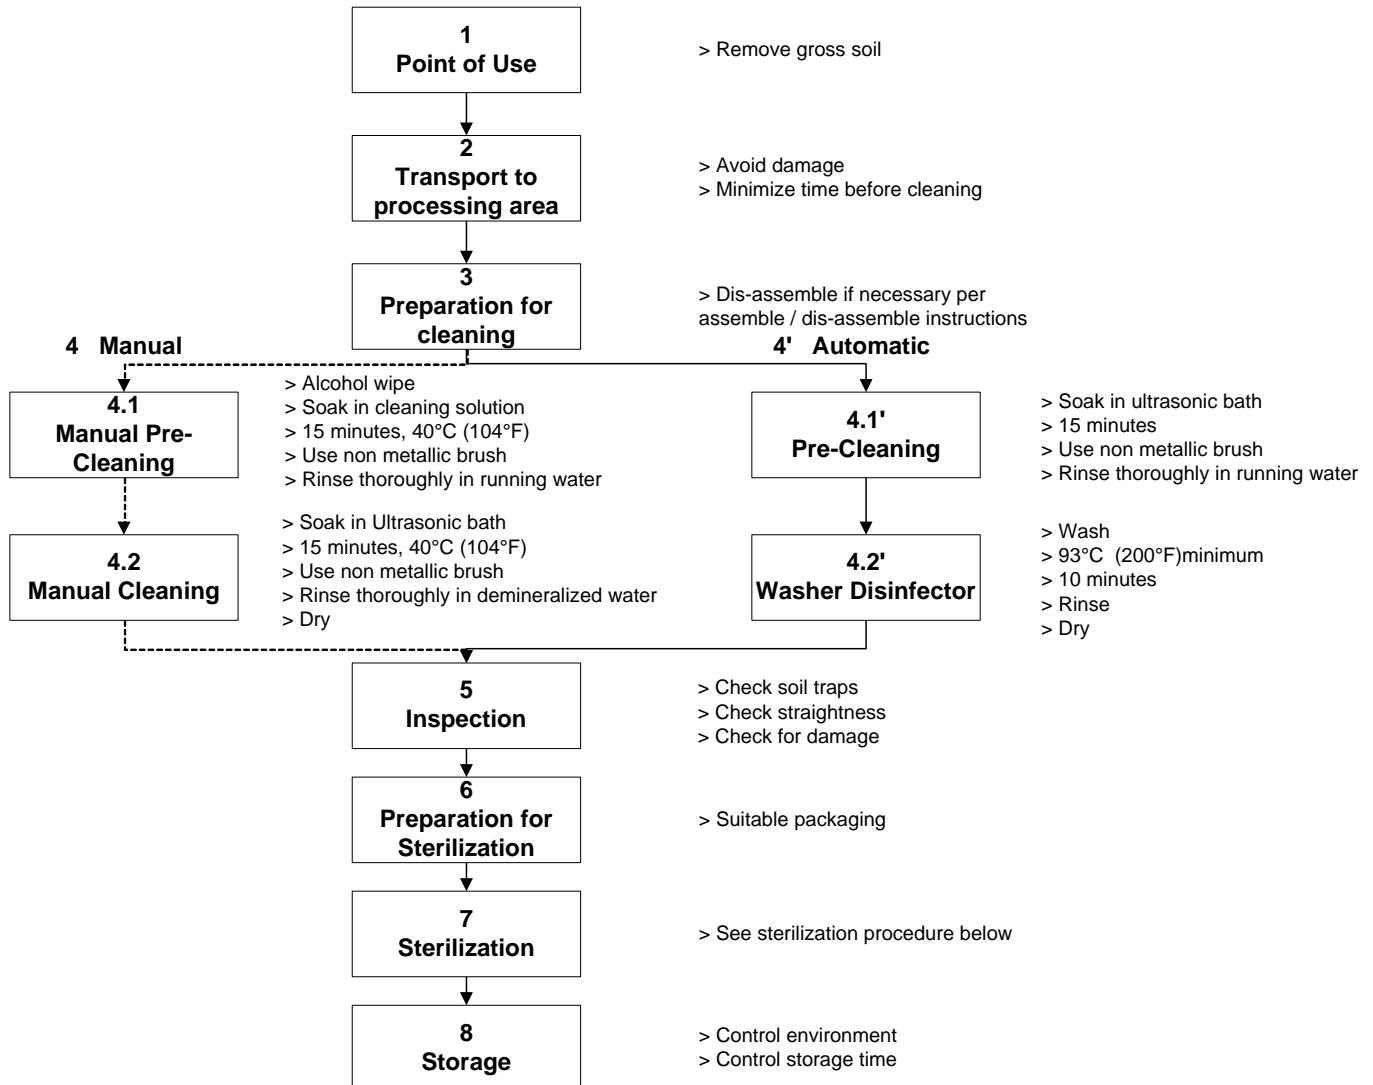 1
Point of Use
> Remove gross soil
2
Transport to
processing area
> Avoid damage
> Minimize time before cleaning
3
Preparation for
cleaning
> Dis-assemble if necessary per
assemble / dis-assemble instructions
4 Manual
4' Automatic
4.1
Manual Pre-
Cleaning
> Alcohol wipe
> Soak in cleaning solution
> 15 minutes, 40°C (104°F)
> Use non metallic brush
> Rinse thoroughly in running water
4.1'
Pre-Cleaning
> Soak in ultrasonic bath
> 15 minutes
> Use non metallic brush
> Rinse thoroughly in running water
4.2
Manual Cleaning
> Soak in Ultrasonic bath
> 15 minutes, 40°C (104°F)
> Use non metallic brush
> Rinse thoroughly in demineralized water
> Dry
4.2'
Washer Disinfector
> Wash
> 93°C (200°F)minimum
> 10 minutes
> Rinse
> Dry
5
Inspection
> Check soil traps
> Check straightness
> Check for damage
6
Preparation for
Sterilization
> Suitable packaging
7
Sterilization
> See sterilization procedure below
8
Storage
> Control environment
> Control storage time